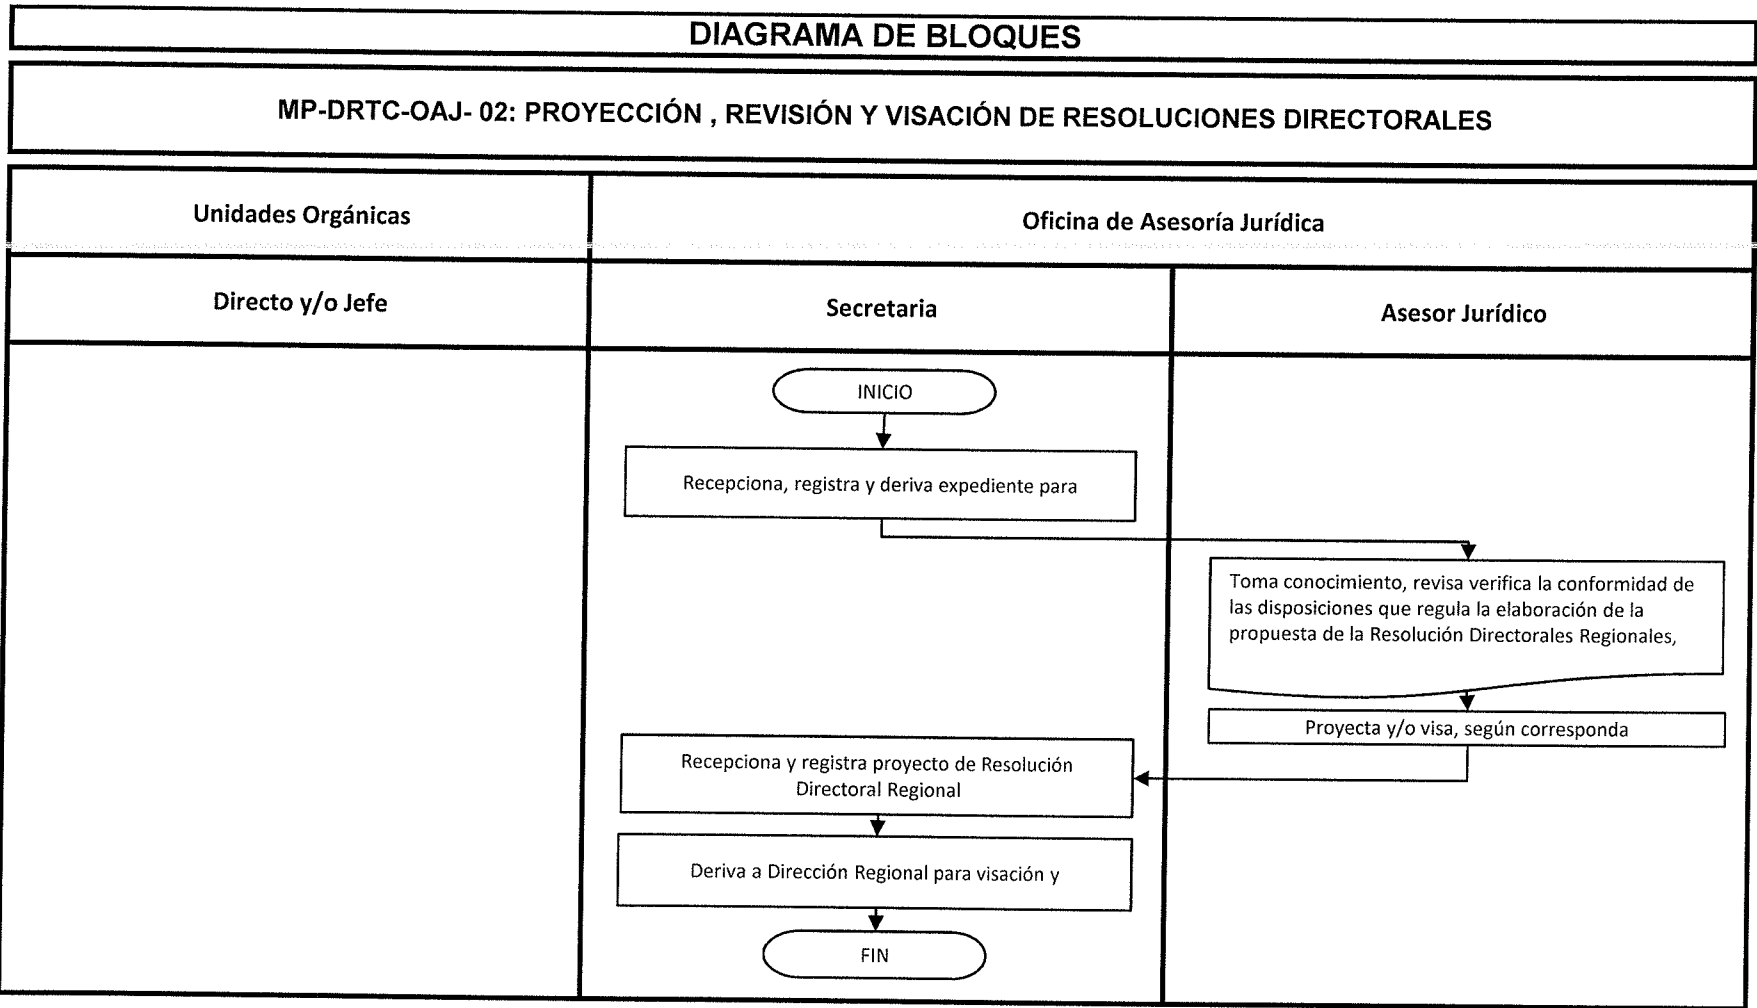 DIAGRAMA DE BLOQUES
MP-DRTC-OAJ- 02: PROYECCIÓN , REVISIÓN Y VISACIÓN DE RESOLUCIONES DIRECTORALES
Unidades Orgánicas
Oficina de Asesoría Jurídica
Directo y/o Jefe
Secretaria
Asesor Jurídico
INICIO
Recepciona, registra y deriva expediente para
Toma conocimiento, revisa verifica la conformidad de
las disposiciones que regula la elaboración de la
propuesta de la Resolución Directorales Regionales,
Proyecta y/o visa, según corresponda
Recepciona y registra proyecto de Resolución
Directoral Regional
Deriva a Dirección Regional para visación y
FIN